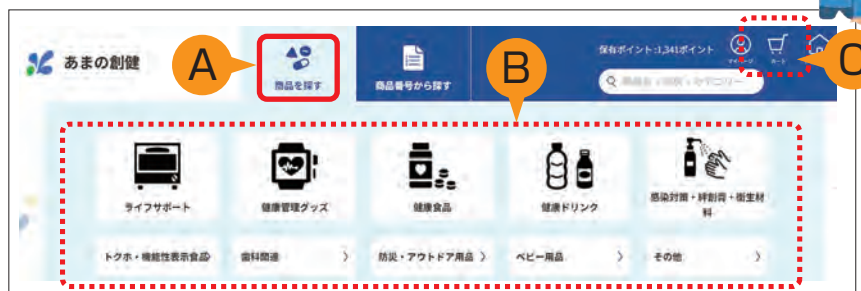 あまの創健
A
商品を探す
商品番号から探す
B
保有ポイント:1,341ポイント
マイページ
カート
C
ライフサポート
健康管理グッズ
健康食品
健康ドリンク
感染対策・絆創膏・衛生材
料
トクホ・機能性表示食品
歯科関連
防災・アウトドア用品
ベビー用品
その他